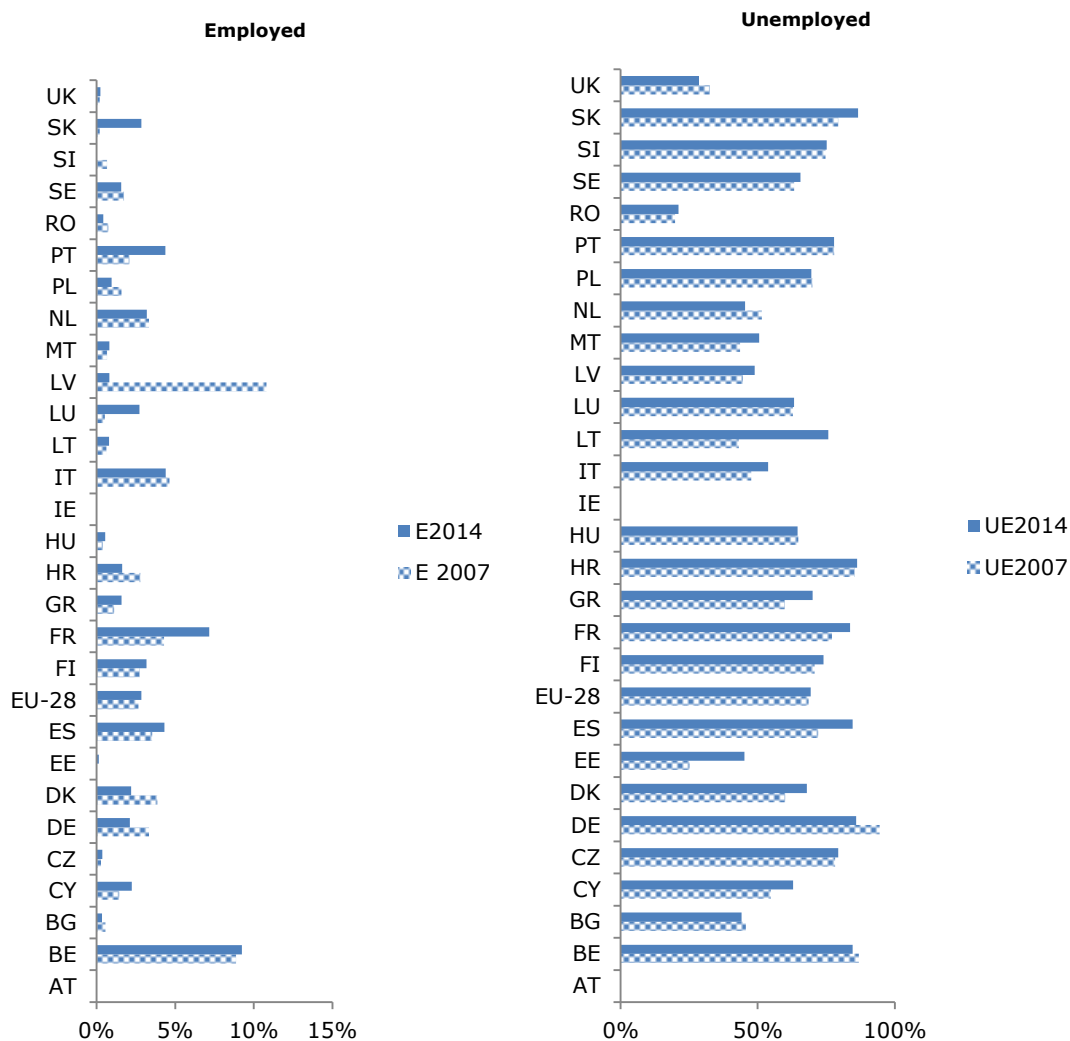 Employed
UK
SK
SI
SE
RO
PT
PL
NL
MT
LV
LU
LT
IT
IE
HU
HR
GR
FR
FI
EU-28
ES
EE
DK
DE
CZ
CY
BG
BE
AT
0% 5% 10% 15%
E2014
E 2007
Unemployed
UK
SK
SI
SE
RO
PT
PL
NL
MT
LV
LU
LT
IT
IE
HU
HR
GR
FR
FI
EU-28
ES
EE
DK
DE
CZ
CY
BG
BE
AT
0% 50% 100%
UE2014
UE2007